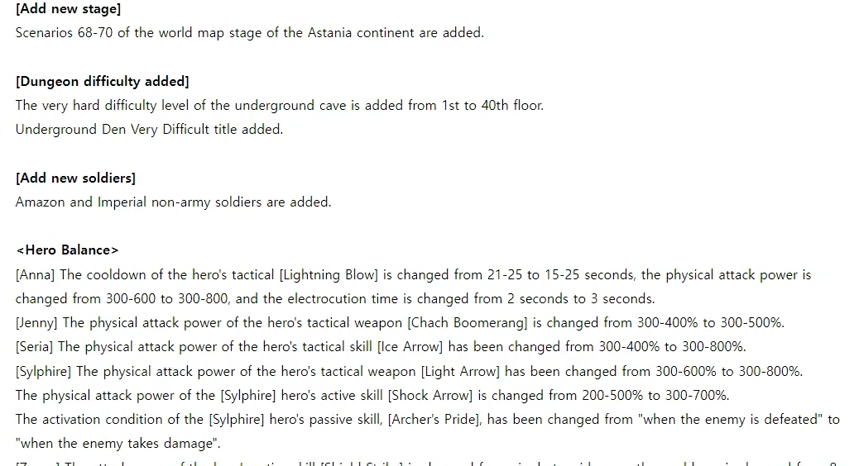 [Add new stage]
Scenarios 68-70 of the world map stage of the Astania continent are added.
[Dungeon difficulty added]
The very hard difficulty level of the underground cave is added from 1st to 40th floor.
Underground Den Very Difficult title added.
[Add new soldiers]
Amazon and Imperial non-army soldiers are added.
<Hero Balance>
[Anna] The cooldown of the hero's tactical [Lightning Blow] is changed from 21-25 to 15-25 seconds, the physical attack power is
changed from 300-600 to 300-800, and the electrocution time is changed from 2 seconds to 3 seconds.
[Jenny] The physical attack power of the hero's tactical weapon [Chach Boomerang] is changed from 300-400% to 300-500%.
[Seria] The physical attack power of the hero's tactical skill [Ice Arrow] has been changed from 300-400% to 300-800%.
[Sylphire] The physical attack power of the hero's tactical weapon [Light Arrow] has been changed from 300-600% to 300-800%.
The physical attack power of the [Sylphire] hero's active skill [Shock Arrow] is changed from 200-500% to 300-700%.
The activation condition of the [Sylphire] hero's passive skill, [Archer's Pride], has been changed from "when the enemy is defeated" to
"when the enemy takes damage".